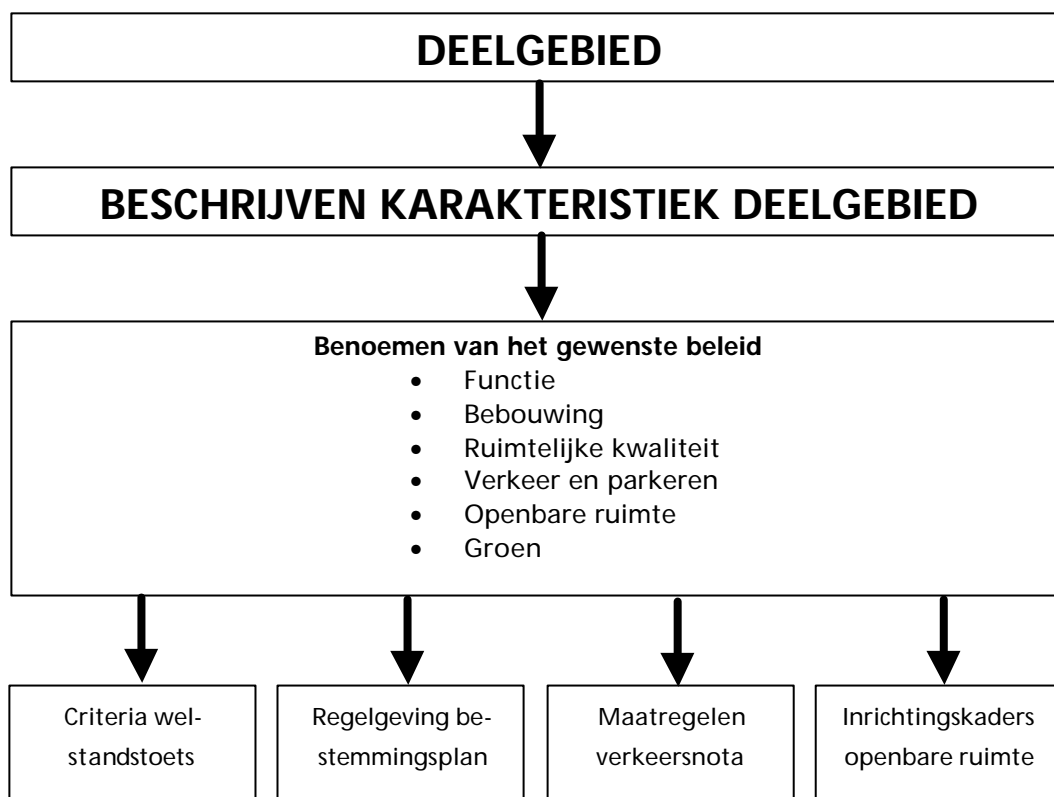 DEELGEBIED
BESCHRIJVEN KARAKTERISTIEK DEELGEBIED
Benoemen van het gewenste beleid
• Functie
• Bebouwing
• Ruimtelijke kwaliteit
• Verkeer en parkeren
• Openbare ruimte
• Groen
Criteria wel-
standstoets
Regelgeving be-
stemmingsplan
Maatregelen
verkeersnota
Inrichtingskaders
openbare ruimte